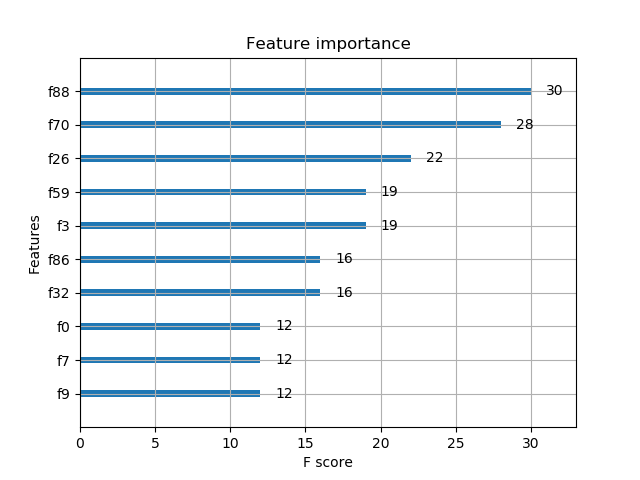 Feature importance
f88 30
f70 28
f26 22
f59 19
f3 19
f86 16
f32 16
f0 12
f7 12
f9 12
Features
0 5 10 15 20 25 30
F score